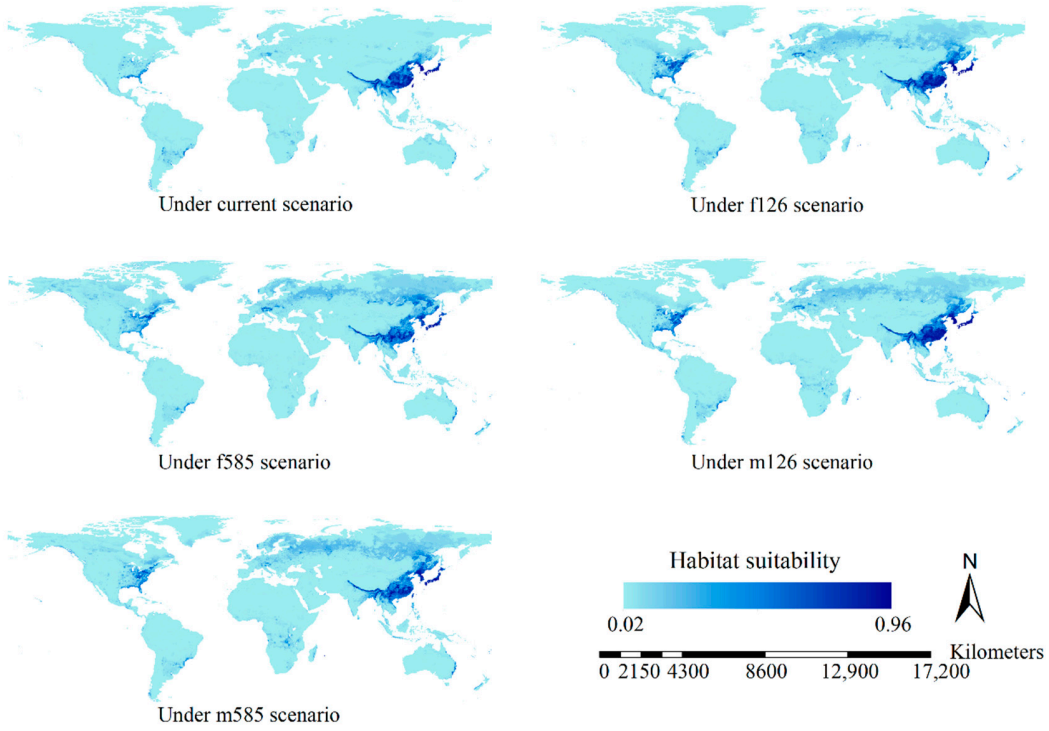 Under current scenario
Under f126 scenario
Under f585 scenario
Under m126 scenario
Under m585 scenario
Habitat suitability
0.02 0.96
N
Kilometers
0 2150 4300 8600 12,900 17,200